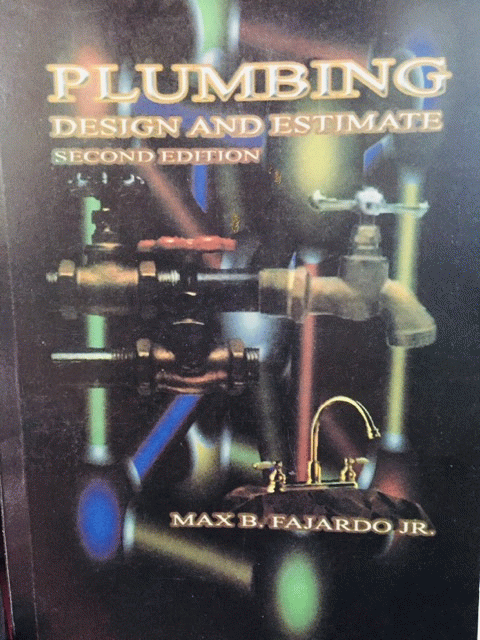 PLUMBING
DESIGN AND ESTIMATE
SECOND EDITION
MAX B. FAJARDO JR.